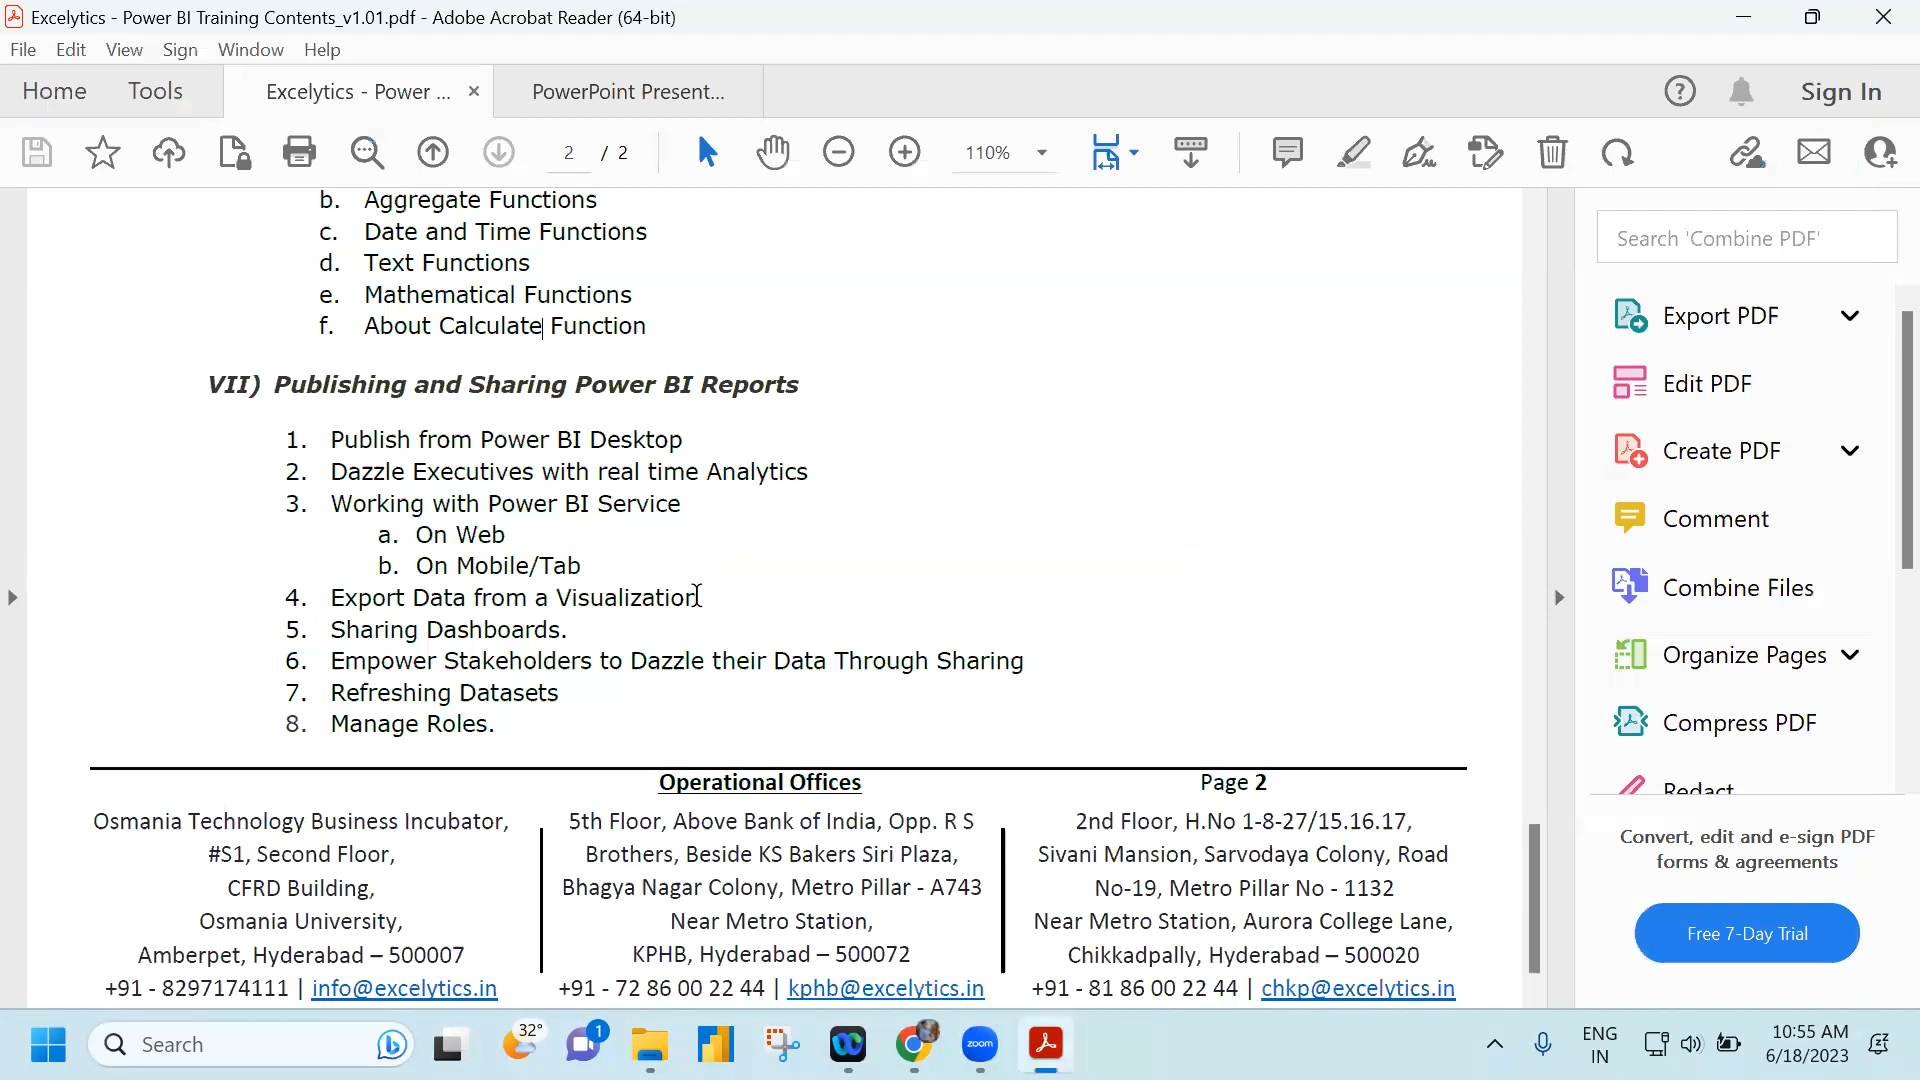 Excelytics - Power BI Training Contents_v1.01.pdf - Adobe Acrobat Reader (64-bit)
File Edit View Sign Window Help
Home Tools Excelytics - Power ... × PowerPoint Present... Sign In
2 / 2 110%
b. Aggregate Functions
c. Date and Time Functions
d. Text Functions
e. Mathematical Functions
f. About Calculate Function
VII) Publishing and Sharing Power BI Reports
1. Publish from Power BI Desktop
2. Dazzle Executives with real time Analytics
3. Working with Power BI Service
a. On Web
b. On Mobile/Tab
4. Export Data from a Visualization
5. Sharing Dashboards.
6. Empower Stakeholders to Dazzle their Data Through Sharing
7. Refreshing Datasets
8. Manage Roles.
Operational Offices
Page 2
Osmania Technology Business Incubator,
#S1, Second Floor,
CFRD Building,
Osmania University,
Amberpet, Hyderabad – 500007
+91 - 8297174111 | info@excelytics.in
5th Floor, Above Bank of India, Opp. R S
Brothers, Beside KS Bakers Siri Plaza,
Bhagya Nagar Colony, Metro Pillar - A743
Near Metro Station,
KPHB, Hyderabad – 500072
+91 - 72 86 00 22 44 | kphb@excelytics.in
2nd Floor, H.No 1-8-27/15.16.17,
Sivani Mansion, Sarvodaya Colony, Road
No-19, Metro Pillar No - 1132
Near Metro Station, Aurora College Lane,
Chikkadpally, Hyderabad – 500020
+91 - 81 86 00 22 44 | chkp@excelytics.in
Search 'Combine PDF'
Export PDF
Edit PDF
Create PDF
Comment
Combine Files
Organize Pages
Compress PDF
Redact
Convert, edit and e-sign PDF
forms & agreements
Free 7-Day Trial
Search
32°
1
zoom
ENG
IN
10:55 AM
6/18/2023